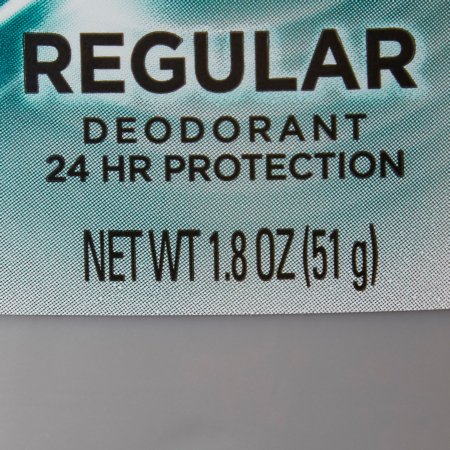 REGULAR
DEODORANT
24 HR PROTECTION
NET WT 1.8 OZ (51 g)